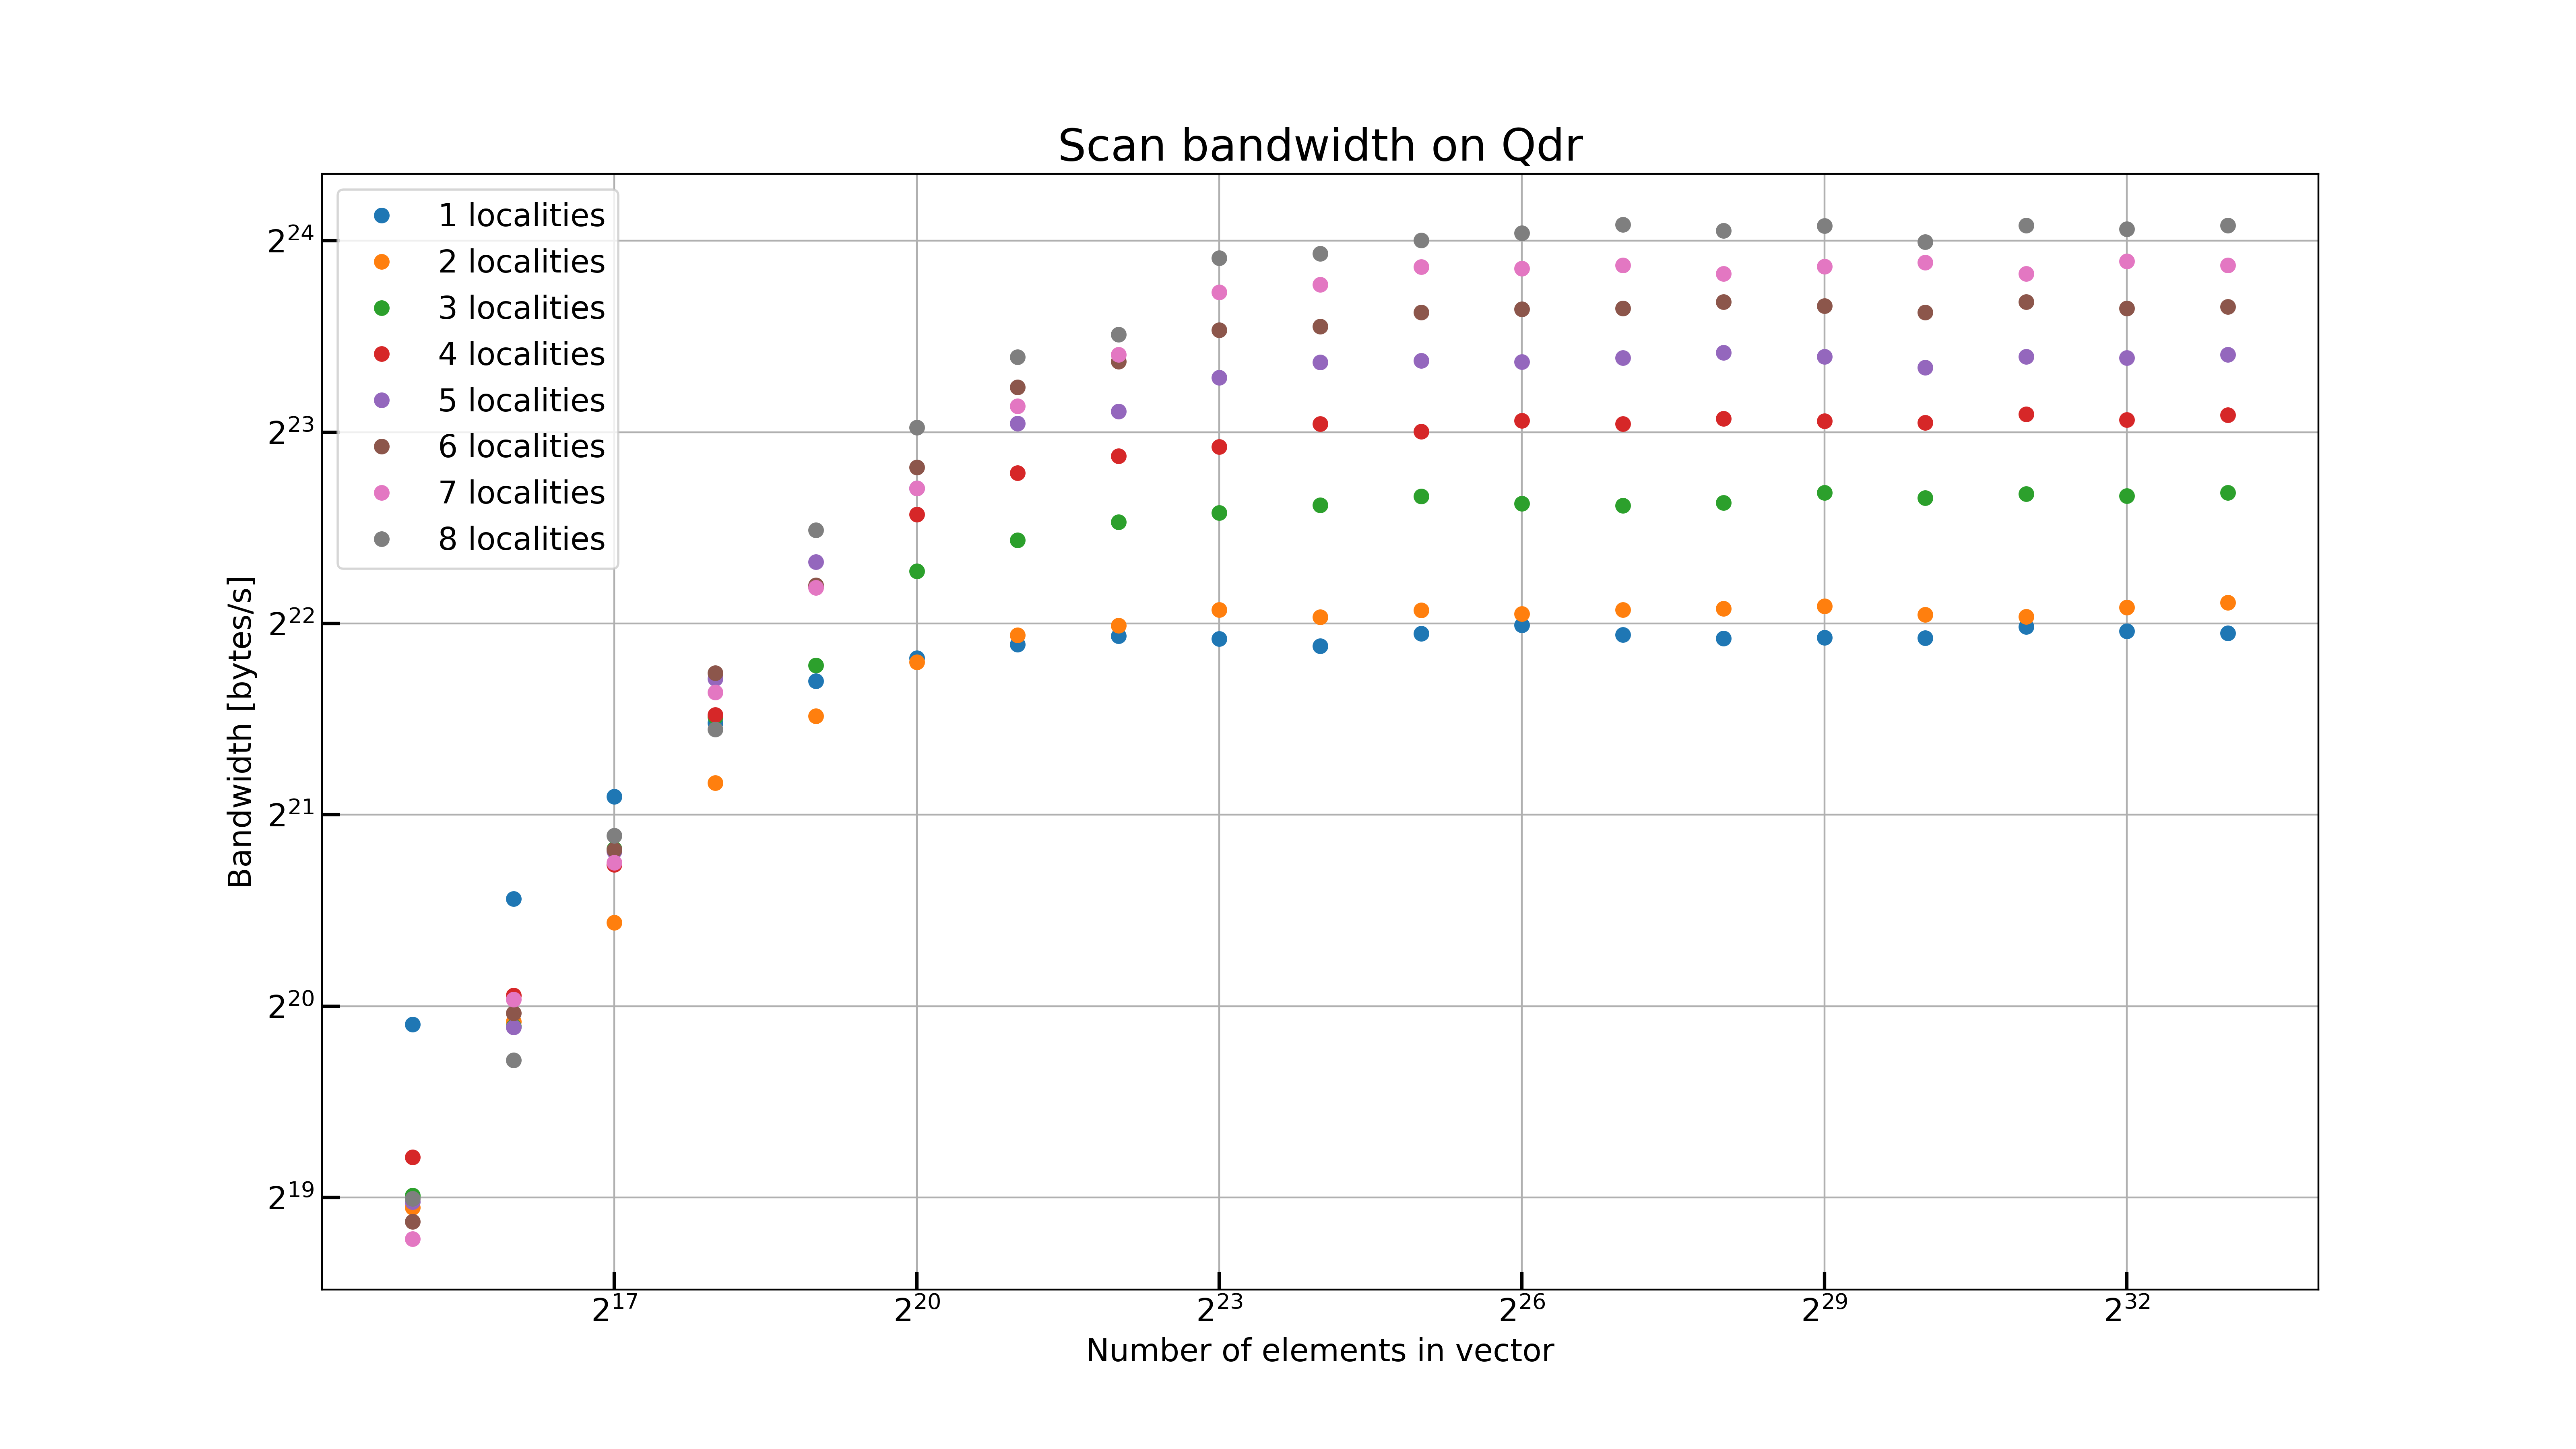 Scan bandwidth on Qdr
1 localities
2 localities
3 localities
4 localities
5 localities
6 localities
7 localities
8 localities
Bandwidth [bytes/s]
2^24
2^23
2^22
2^21
2^20
2^19
2^17 2^20 2^23 2^26 2^29 2^32
Number of elements in vector